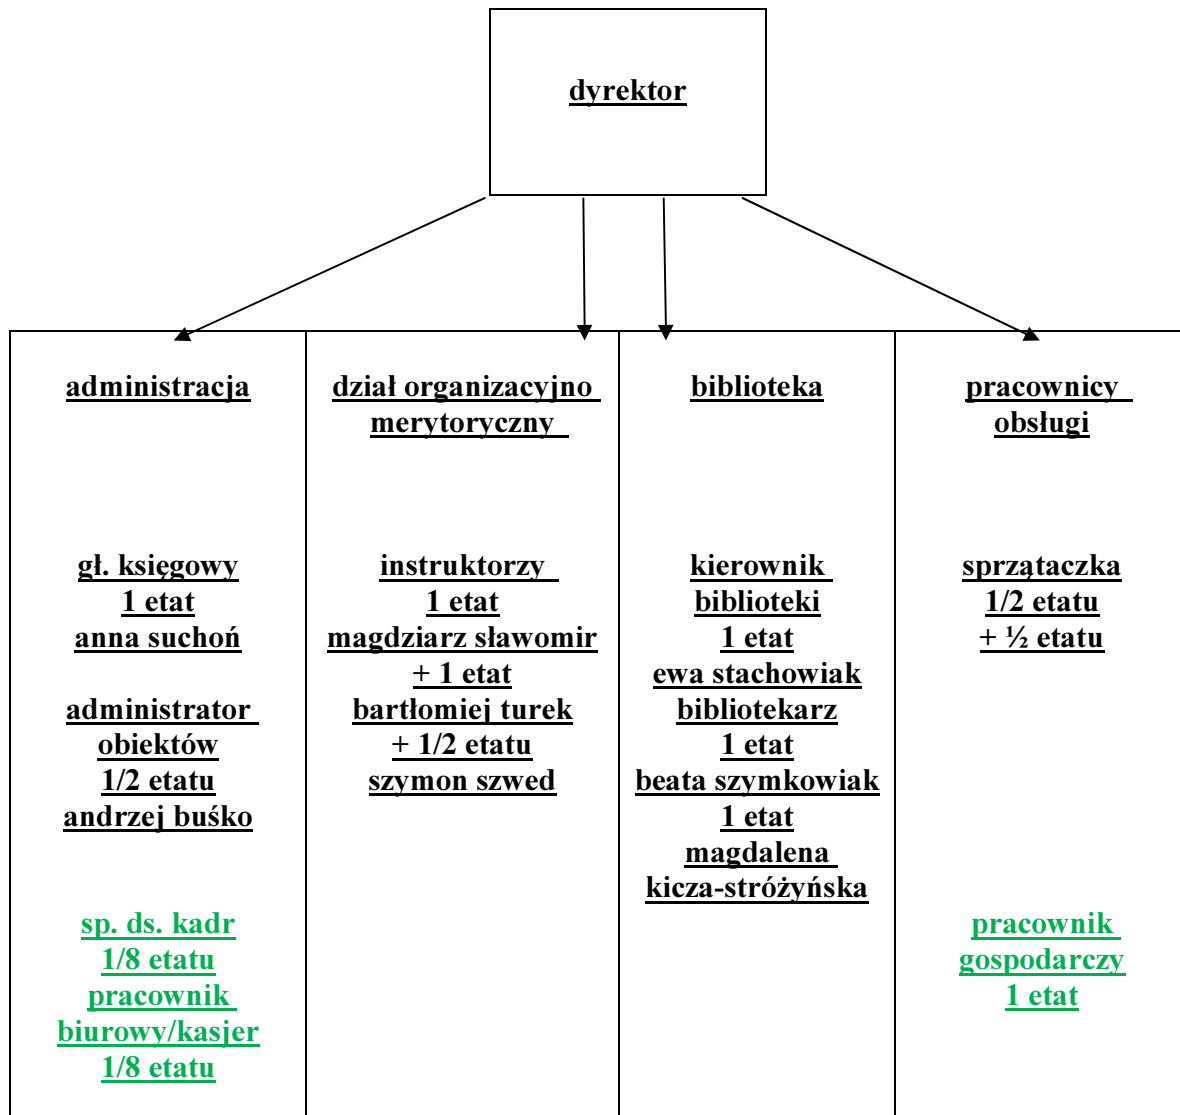 dyrektor
administracja
gł. księgowy
1 etat
anna suchoń
administrator
obiektów
1/2 etatu
andrzej buśko
sp. ds. kadr
1/8 etatu
pracownik
biurowy/kasjer
1/8 etatu
dział organizacyjno
merytoryczny
instruktorzy
1 etat
magdziarz sławomir
+ 1 etat
bartłomiej turek
+ 1/2 etatu
szymon szwed
biblioteka
kierownik
biblioteki
1 etat
ewa stachowiak
bibliotekarz
1 etat
beata szymkowiak
1 etat
magdalena
kicza-stróżyńska
pracownicy
obsługi
sprzątaczka
1/2 etatu
+ ½ etatu
pracownik
gospodarczy
1 etat